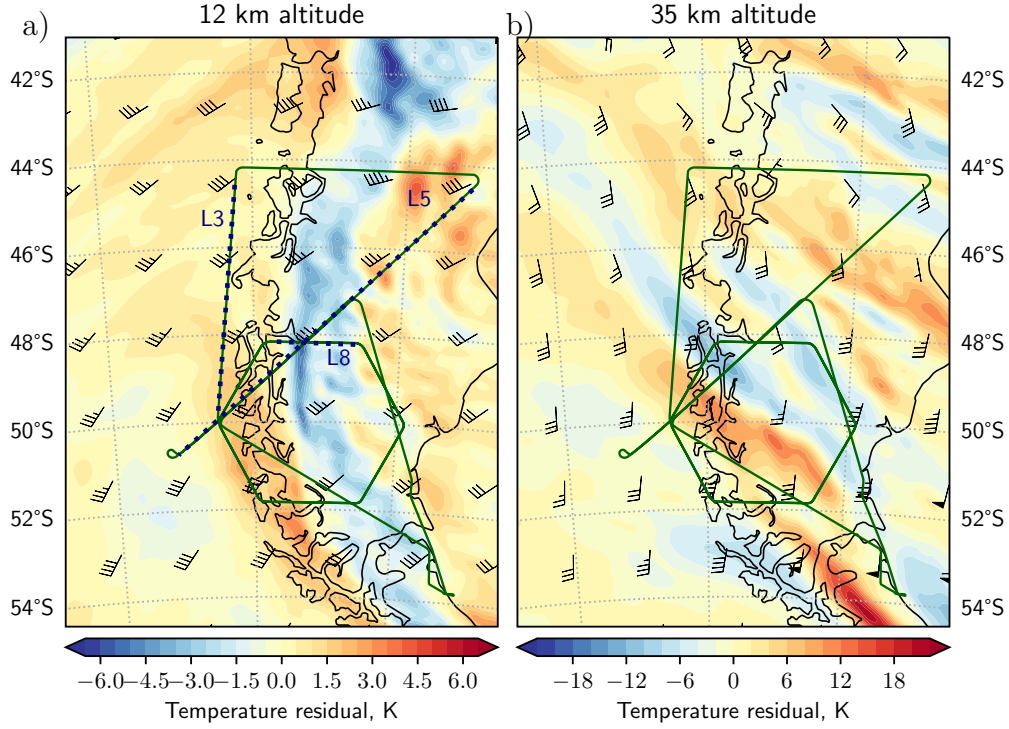 a) 12 km altitude
b) 35 km altitude
42°S 42°S
44°S 44°S
L3 L5
46°S 46°S
48°S 48°S
L8
50°S 50°S
52°S 52°S
54°S 54°S
−6.0 −4.5 −3.0 −1.5 0.0 1.5 3.0 4.5 6.0
−18 −12 −6 0 6 12 18
Temperature residual, K
Temperature residual, K